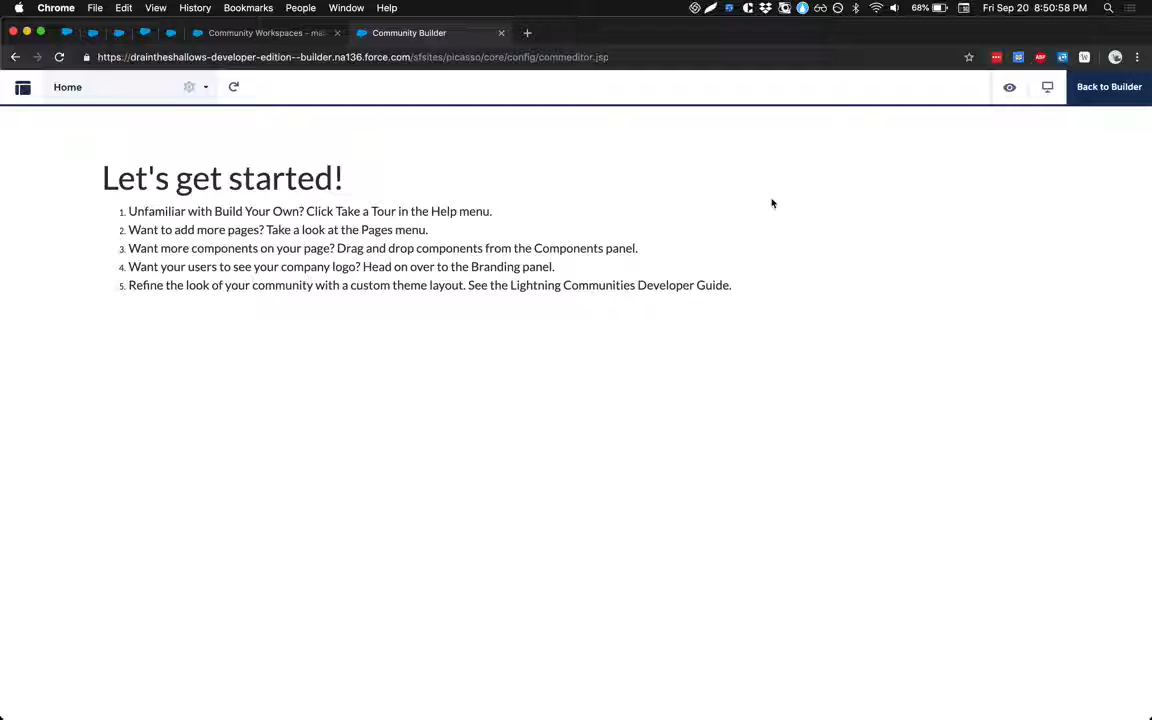 Chrome File Edit View History Bookmarks People Window Help 68% Fri Sep 20 8:50:58 PM
Community Workspaces – Community Builder
https://draintheshallows-developer-edition--builder.na136.force.com/sfsites/picasso/core/config/commeditor.jsp
Home Back to Builder
Let's get started!
1. Unfamiliar with Build Your Own? Click Take a Tour in the Help menu.
2. Want to add more pages? Take a look at the Pages menu.
3. Want more components on your page? Drag and drop components from the Components panel.
4. Want your users to see your company logo? Head on over to the Branding panel.
5. Refine the look of your community with a custom theme layout. See the Lightning Communities Developer Guide.